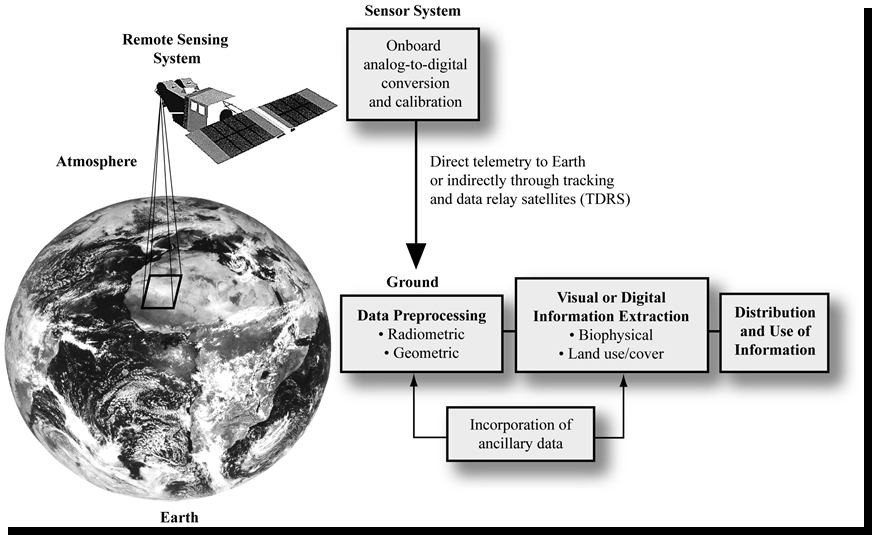 Sensor System
Remote Sensing
System
Onboard
analog-to-digital
conversion
and calibration
Atmosphere
Direct telemetry to Earth
or indirectly through tracking
and data relay satellites (TDRS)
Ground
Data Preprocessing
• Radiometric
• Geometric
Visual or Digital
Information Extraction
• Biophysical
• Land use/cover
Distribution
and Use of
Information
Incorporation of
ancillary data
Earth